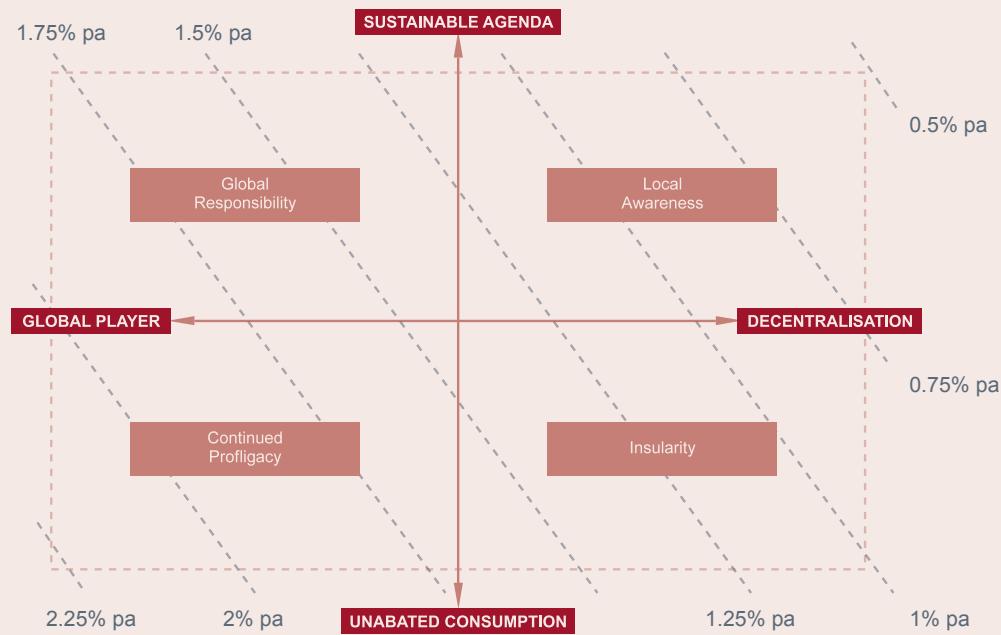 SUSTAINABLE AGENDA
1.75% pa
1.5% pa
0.5% pa
Global
Responsibility
Local
Awareness
GLOBAL PLAYER
DECENTRALISATION
0.75% pa
Continued
Profligacy
Insularity
2.25% pa
2% pa
UNABATED CONSUMPTION
1.25% pa
1% pa